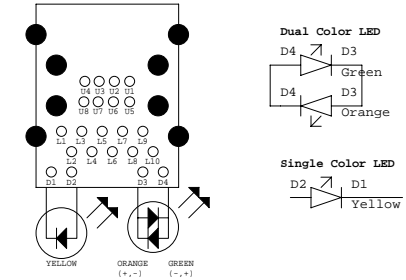 U4 U3 U2 U1
U8 U7 U6 U5
L1 L3 L5 L7 L9
L2 L4 L6 L8 L10
D1 D2 D3 D4
YELLOW ORANGE GREEN
(+,-) (-,+)
Dual Color LED
D4 D3
Green
D4 D3
Orange
Single Color LED
D2 D1
Yellow